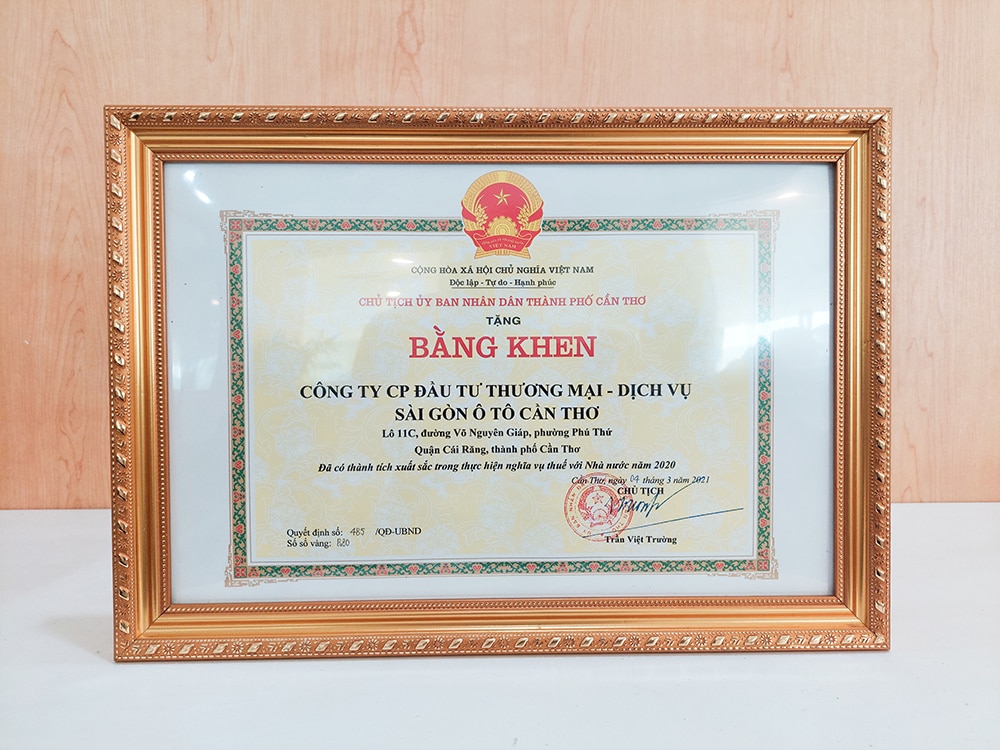 VIỆT NAM
CỘNG HÒA XÃ HỘI CHỦ NGHĨA VIỆT NAM
Độc lập - Tự do - Hạnh phúc
CHỦ TỊCH ỦY BAN NHÂN DÂN THÀNH PHỐ CẦN THƠ
TẶNG
BẰNG KHEN
CÔNG TY CP ĐẦU TƯ THƯƠNG MẠI - DỊCH VỤ
SÀI GÒN Ô TÔ CẦN THƠ
Lô 11C, đường Võ Nguyên Giáp, phường Phú Thứ
Quận Cái Răng, thành phố Cần Thơ
Đã có thành tích xuất sắc trong thực hiện nghĩa vụ thuế với Nhà nước năm 2020
Cần Thơ, ngày 04 tháng 3 năm 2021
CHỦ TỊCH
Trần Việt Trường
Quyết định số: 485 /QĐ-UBND
Số sổ vàng: 820